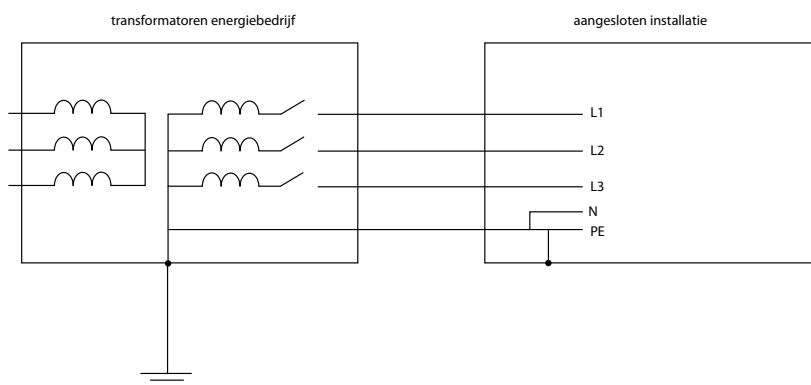 transformatoren energiebedrijf
aangesloten installatie
L1
L2
L3
N
PE